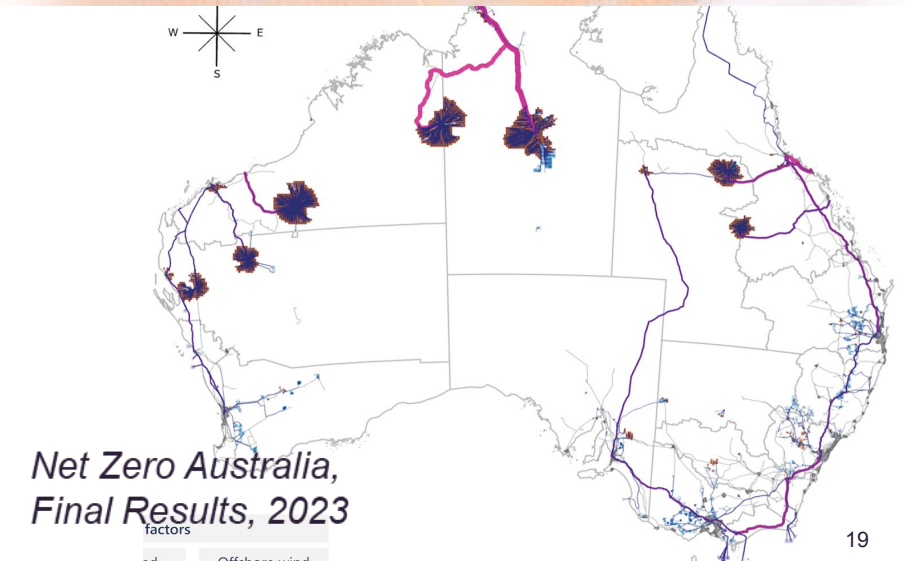 W
E
S
Net Zero Australia,
Final Results, 2023
factors
Offshore wind
19